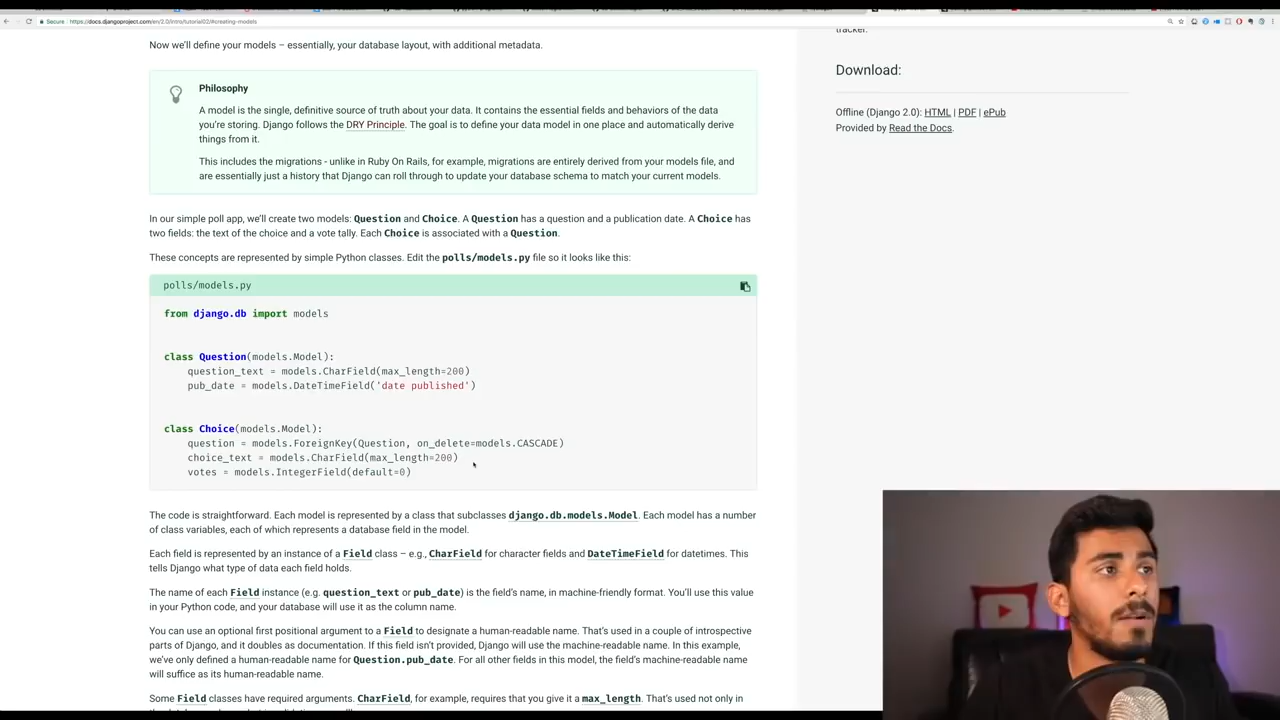 Secure
https://docs.djangoproject.com/en/2.0/intro/tutorial02/#creating-models
Now we'll define your models – essentially, your database layout, with additional metadata.
Philosophy
A model is the single, definitive source of truth about your data. It contains the essential fields and behaviors of the data
you're storing. Django follows the DRY Principle. The goal is to define your data model in one place and automatically derive
things from it.
This includes the migrations - unlike in Ruby On Rails, for example, migrations are entirely derived from your models file, and
are essentially just a history that Django can roll through to update your database schema to match your current models.
In our simple poll app, we'll create two models: Question and Choice. A Question has a question and a publication date. A Choice has
two fields: the text of the choice and a vote tally. Each Choice is associated with a Question.
These concepts are represented by simple Python classes. Edit the polls/models.py file so it looks like this:
polls/models.py
from django.db import models
class Question(models.Model):
question_text = models.CharField(max_length=200)
pub_date = models.DateTimeField('date published')
class Choice(models.Model):
question = models.ForeignKey(Question, on_delete=models.CASCADE)
choice_text = models.CharField(max_length=200)
votes = models.IntegerField(default=0)
The code is straightforward. Each model is represented by a class that subclasses django.db.models.Model. Each model has a number
of class variables, each of which represents a database field in the model.
Each field is represented by an instance of a Field class – e.g., CharField for character fields and DateTimeField for datetimes. This
tells Django what type of data each field holds.
The name of each Field instance (e.g. question_text or pub_date) is the field's name, in machine-friendly format. You'll use this value
in your Python code, and your database will use it as the column name.
You can use an optional first positional argument to a Field to designate a human-readable name. That's used in a couple of introspective
parts of Django, and it doubles as documentation. If this field isn't provided, Django will use the machine-readable name. In this example,
we've only defined a human-readable name for Question.pub_date. For all other fields in this model, the field's machine-readable name
will suffice as its human-readable name.
Some Field classes have required arguments. CharField, for example, requires that you give it a max_length. That's used not only in
tracker.
Download:
Offline (Django 2.0): HTML | PDF | ePub
Provided by Read the Docs.